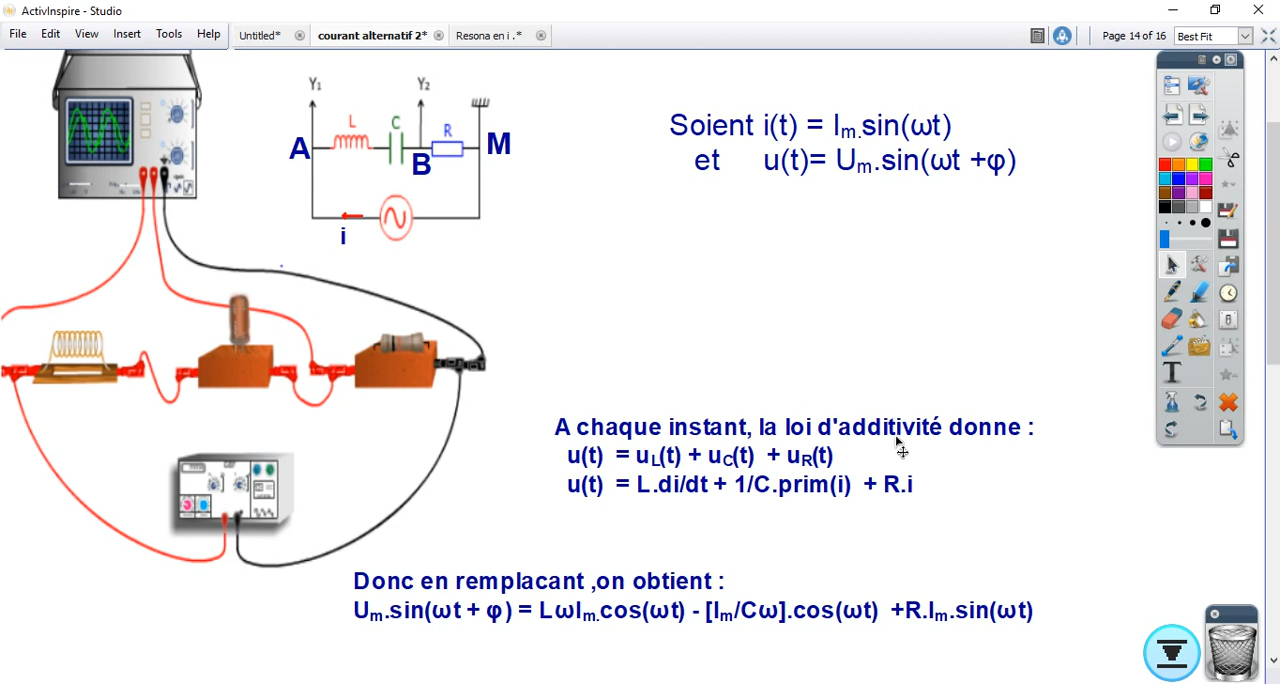 ActivInspire - Studio
File Edit View Insert Tools Help
Untitled* courant alternatif 2* Resona en i .*
Page 14 of 16 Best Fit
Y1 Y2
L C R
A B M
i
Soient i(t) = Im.sin(ωt)
et u(t)= Um.sin(ωt +φ)
A chaque instant, la loi d'additivité donne :
u(t) = uL(t) + uC(t) + uR(t)
u(t) = L.di/dt + 1/C.prim(i) + R.i
Donc en remplacant ,on obtient :
Um.sin(ωt + φ) = LωIm.cos(ωt) - [Im/Cω].cos(ωt) +R.Im.sin(ωt)
T